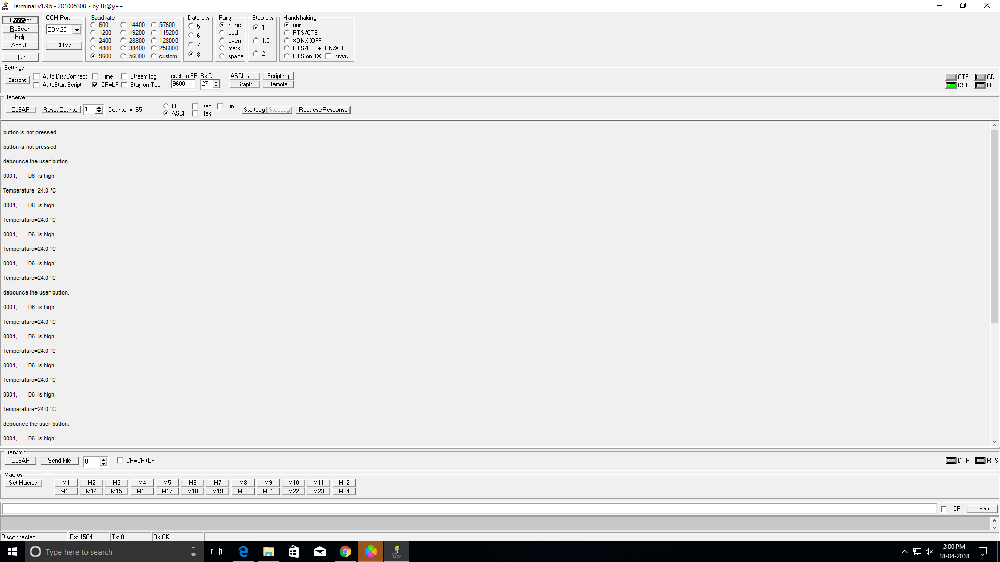 Terminal v1.9b - 20100630ß - by Br@y++
Connect
ReScan
Help
About..
Quit
COM Port
COM20
COMs
Baud rate
600 14400 57600
1200 19200 115200
2400 28800 128000
4800 38400 256000
9600 56000 custom
Data bits
5
6
7
8
Parity
none
odd
even
mark
space
Stop bits
1
1.5
2
Handshaking
none
RTS/CTS
XON/XOFF
RTS/CTS+XON/XOFF
RTS on TX invert
Settings
Set font
Auto Dis/Connect Time Stream log
AutoStart Script CR=LF Stay on Top
custom BR Rx Clear
9600 27
ASCII table Scripting
Graph Remote
CTS CD
DSR RI
Receive
CLEAR Reset Counter 13 Counter = 65
HEX Dec Bin
ASCII Hex
StartLog StopLog Request/Response
button is not pressed.
button is not pressed.
debounce the user button.
0001, D6 is high
Temperature=24.0 °C
0001, D6 is high
Temperature=24.0 °C
0001, D6 is high
Temperature=24.0 °C
0001, D6 is high
Temperature=24.0 °C
debounce the user button.
0001, D6 is high
Temperature=24.0 °C
0001, D6 is high
Temperature=24.0 °C
0001, D6 is high
Temperature=24.0 °C
0001, D6 is high
Temperature=24.0 °C
debounce the user button.
0001, D6 is high
Transmit
CLEAR Send File 0 CR=CR+LF DTR RTS
Macros
Set Macros
M1 M2 M3 M4 M5 M6 M7 M8 M9 M10 M11 M12
M13 M14 M15 M16 M17 M18 M19 M20 M21 M22 M23 M24
+CR -> Send
Disconnected Rx: 1584 Tx: 0 Rx OK
Type here to search
TERM
2:00 PM
18-04-2018